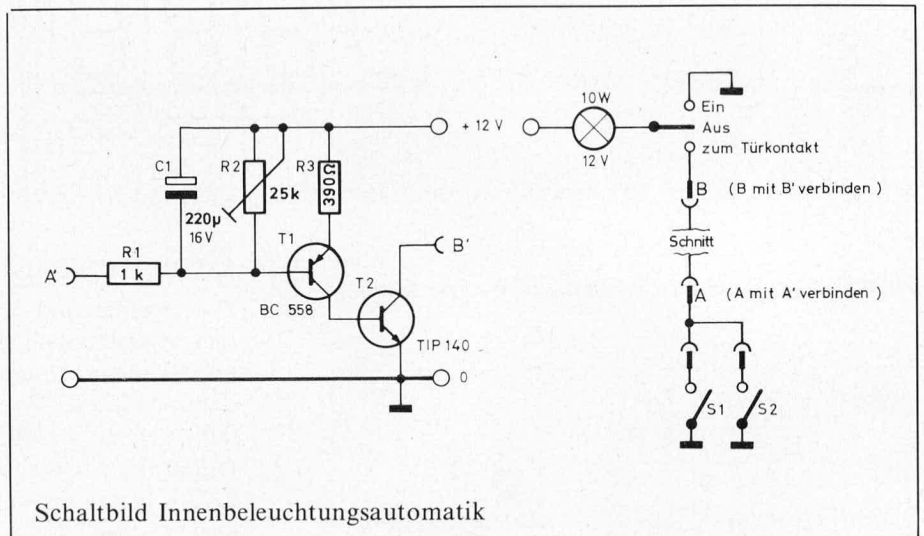 10W
Ein
+ 12 V
Aus
12 V
zum Türkontakt
C1
R2
R3
25k
330Ω
B (B mit B' verbinden )
220µ
16V
T1
B'
Schnitt
R1
A'
1 k
T2
A (A mit A' verbinden )
BC 558
TIP 140
0
S1
S2
Schaltbild Innenbeleuchtungsautomatik